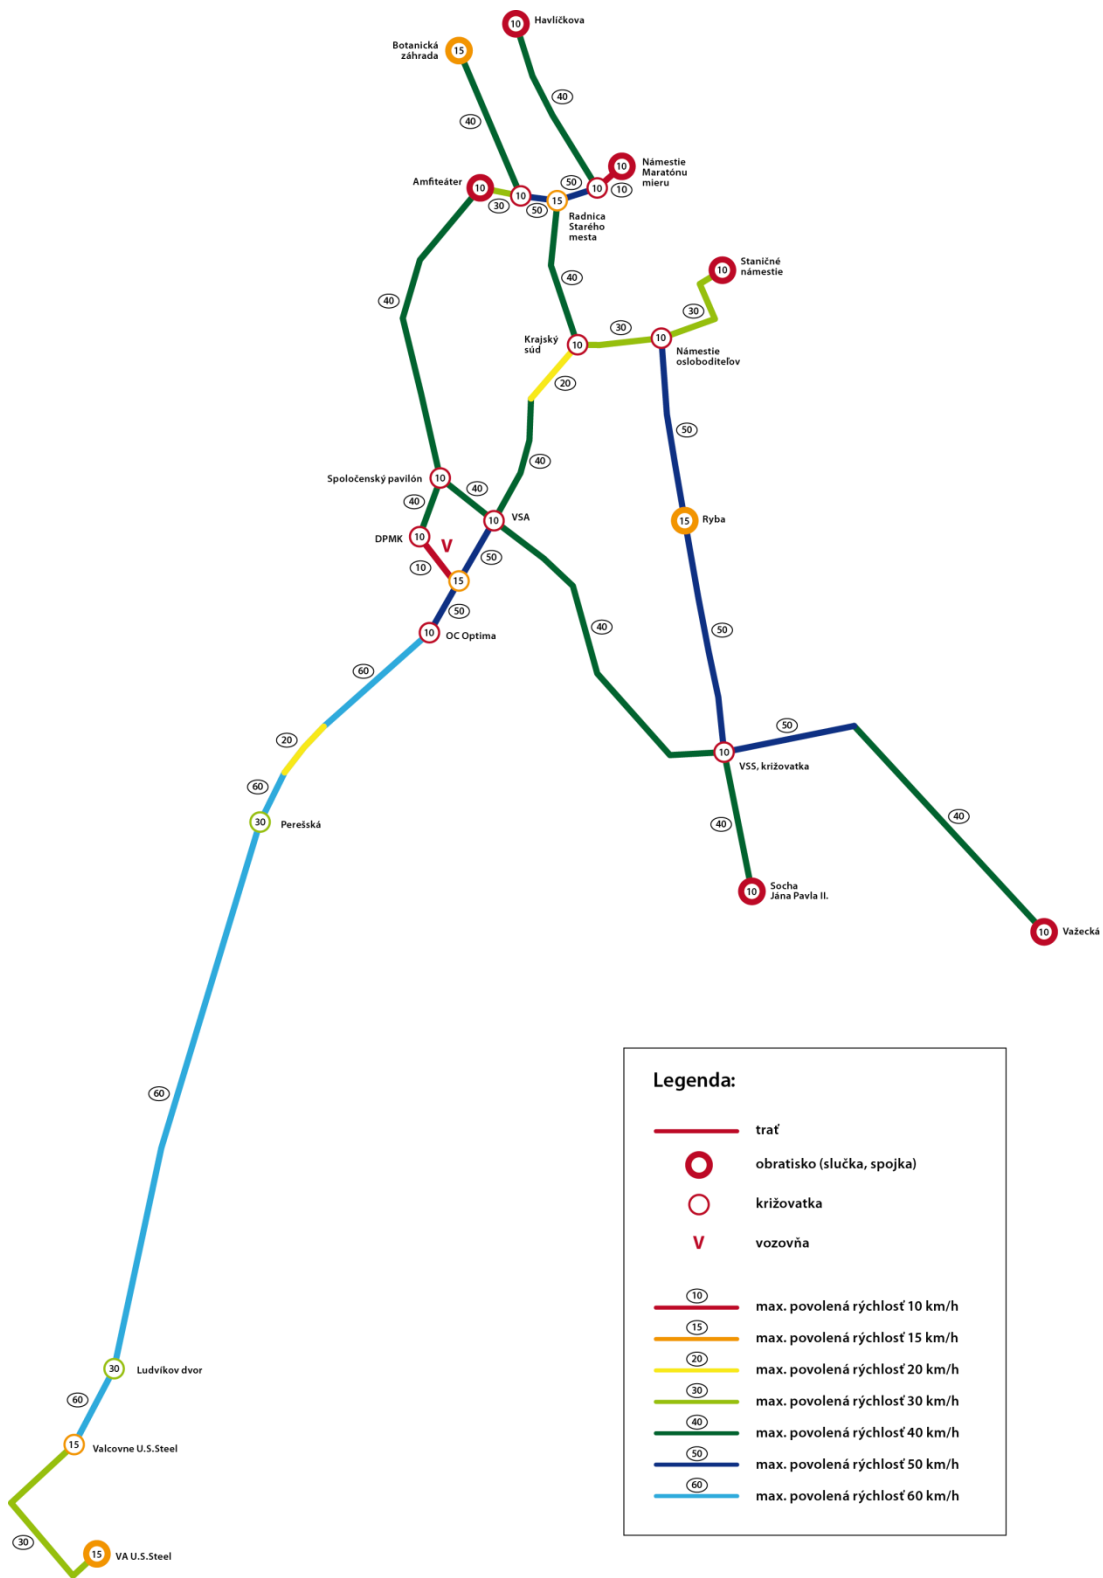 10
Havlíčkova
Botanická
záhrada
15
40
40
Námestie
Maratónu
mieru
10
Amfiteáter
10
10
15
10
50
10
30
50
Radnica
Starého
mesta
Staničné
námestie
10
40
40
30
30
Krajský
súd
10
10
Námestie
osloboditeľov
20
50
40
Spoločenský pavilón
10
40
40
10
VSA
15
Ryba
DPMK
10
V
50
10
15
50
40
10
OC Optima
50
60
20
50
60
10
VSS, križovatka
30
Perešská
40
40
10
Socha
Jána Pavla II.
10
Važecká
60
30
Ludvíkov dvor
60
15
Valcovne U.S.Steel
30
15
VA U.S.Steel
Legenda:
trať
obratisko (slučka, spojka)
križovatka
V
vozovňa
10
max. povolená rýchlosť 10 km/h
15
max. povolená rýchlosť 15 km/h
20
max. povolená rýchlosť 20 km/h
30
max. povolená rýchlosť 30 km/h
40
max. povolená rýchlosť 40 km/h
50
max. povolená rýchlosť 50 km/h
60
max. povolená rýchlosť 60 km/h